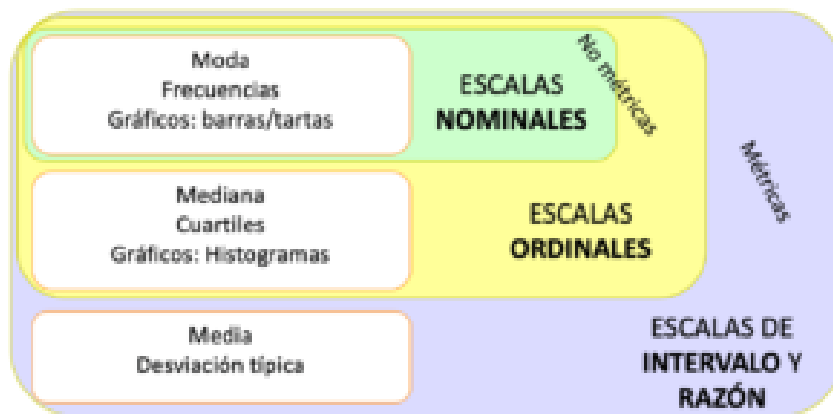 Moda
Frecuencias
Gráficos: barras/tartas
ESCALAS
NOMINALES
No métricas
Mediana
Cuartiles
Gráficos: Histogramas
ESCALAS
ORDINALES
Métricas
Media
Desviación típica
ESCALAS DE
INTERVALO Y
RAZÓN